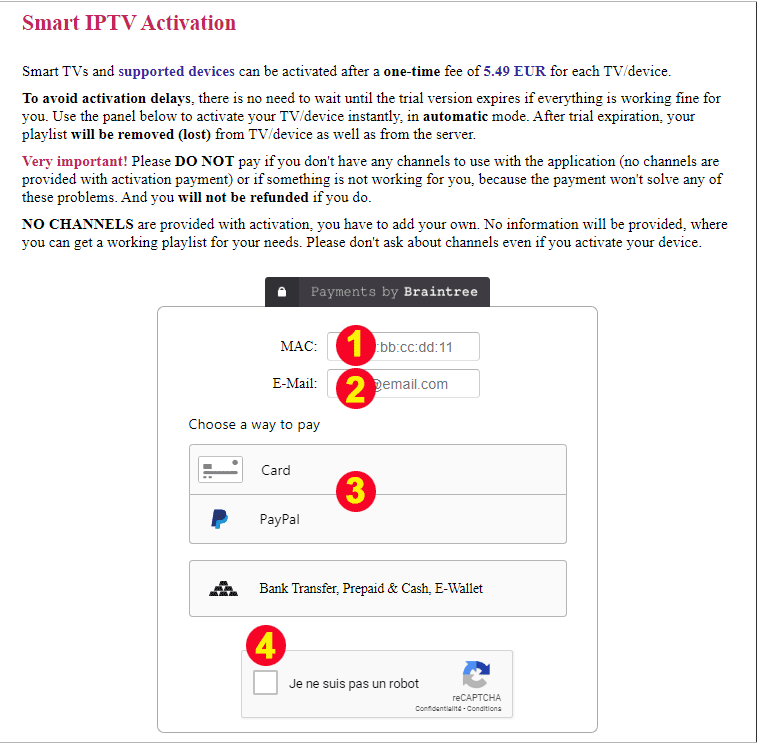 Smart IPTV Activation
Smart TVs and supported devices can be activated after a one-time fee of 5.49 EUR for each TV/device.
To avoid activation delays, there is no need to wait until the trial version expires if everything is working fine for
you. Use the panel below to activate your TV/device instantly, in automatic mode. After trial expiration, your
playlist will be removed (lost) from TV/device as well as from the server.
Very important! Please DO NOT pay if you don't have any channels to use with the application (no channels are
provided with activation payment) or if something is not working for you, because the payment won't solve any of
these problems. And you will not be refunded if you do.
NO CHANNELS are provided with activation, you have to add your own. No information will be provided, where
you can get a working playlist for your needs. Please don't ask about channels even if you activate your device.
Payments by Braintree
MAC: 1 :bb:cc:dd:11
E-Mail: 2 @email.com
Choose a way to pay
Card
3
PayPal
Bank Transfer, Prepaid & Cash, E-Wallet
4
Je ne suis pas un robot
reCAPTCHA
Confidentialité - Conditions